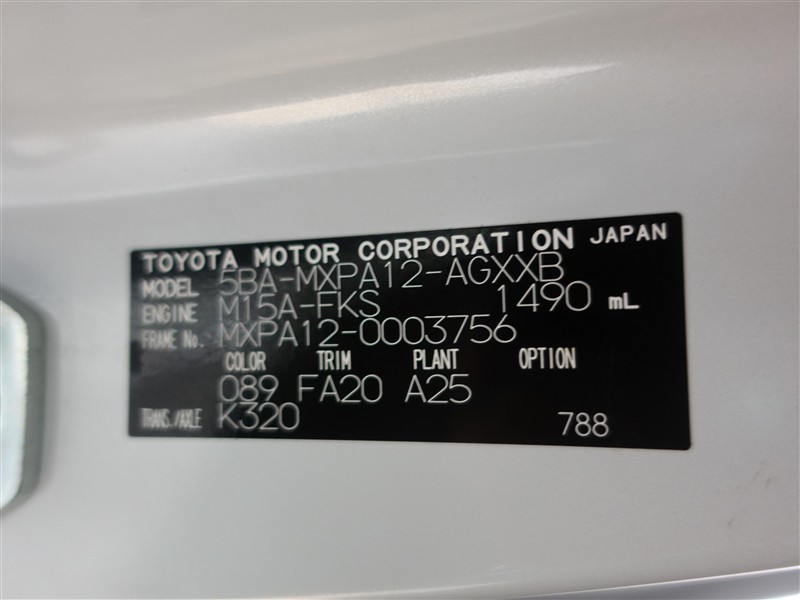 TOYOTA MOTOR CORPORATION JAPAN
MODEL 5BA-MXPA12-AGXXB
ENGINE M15A-FKS 1490 mL
FRAME No. MXPA12-0003756
COLOR TRIM PLANT OPTION
089 FA20 A25
TRANS./AXLE K320 788